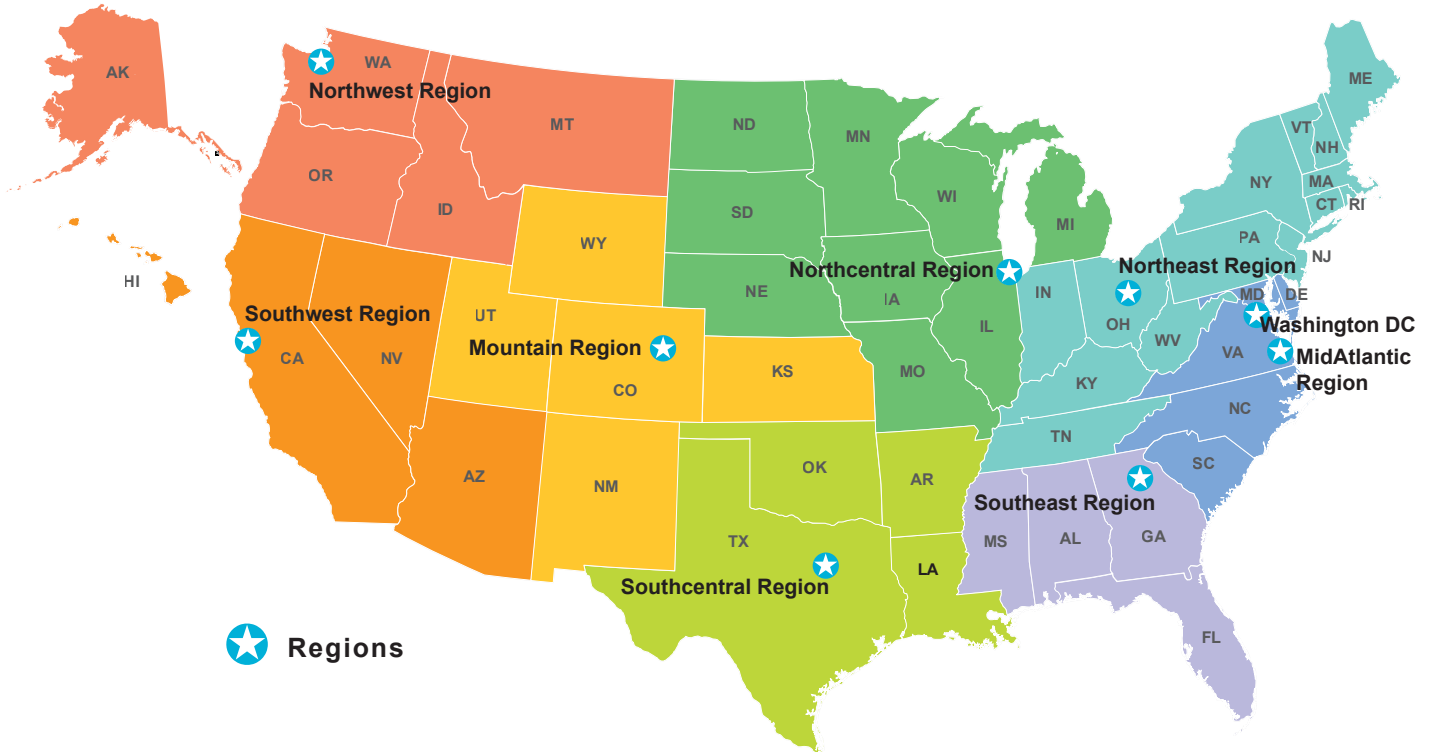 AK
WA
Northwest Region
MT
OR
ID
ND
MN
SD
WI
MI
ME
VT
NH
NY
MA
CT
RI
PA
NJ
WY
HI
Northcentral Region
Northeast Region
NE
IA
IN
OH
MD
DE
Southwest Region
UT
Washington DC
IL
CA
NV
Mountain Region
CO
KS
MO
KY
WV
VA
MidAtlantic
Region
NC
TN
SC
AZ
NM
OK
AR
Southeast Region
TX
LA
MS
AL
GA
Southcentral Region
FL
Regions